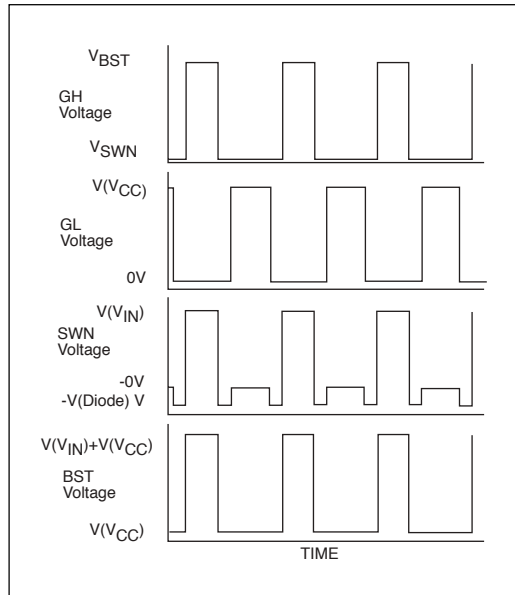 VBST
GH
Voltage
VSWN
V(VCC)
GL
Voltage
0V
V(VIN)
SWN
Voltage
-0V
-V(Diode) V
V(VIN)+V(VCC)
BST
Voltage
V(VCC)
TIME